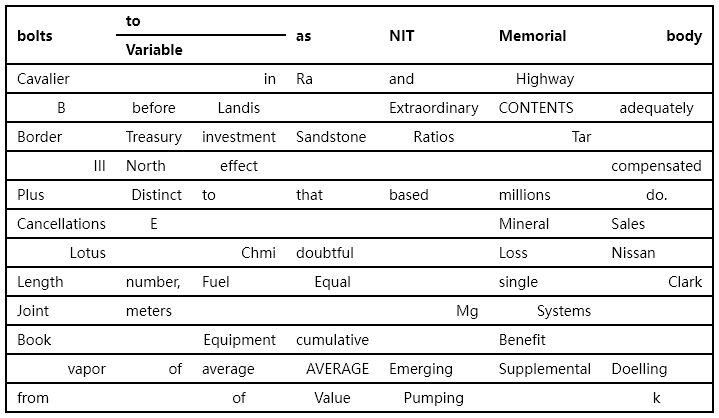 to
bolts as NIT Memorial body
Variable
Cavalier in Ra and Highway
B before Landis Extraordinary CONTENTS adequately
Border Treasury investment Sandstone Ratios Tar
III North effect compensated
Plus Distinct to that based millions do.
Cancellations E Mineral Sales
Lotus Chmi doubtful Loss Nissan
Length number, Fuel Equal single Clark
Joint meters Mg Systems
Book Equipment cumulative Benefit
vapor of average AVERAGE Emerging Supplemental Doelling
from of Value Pumping k